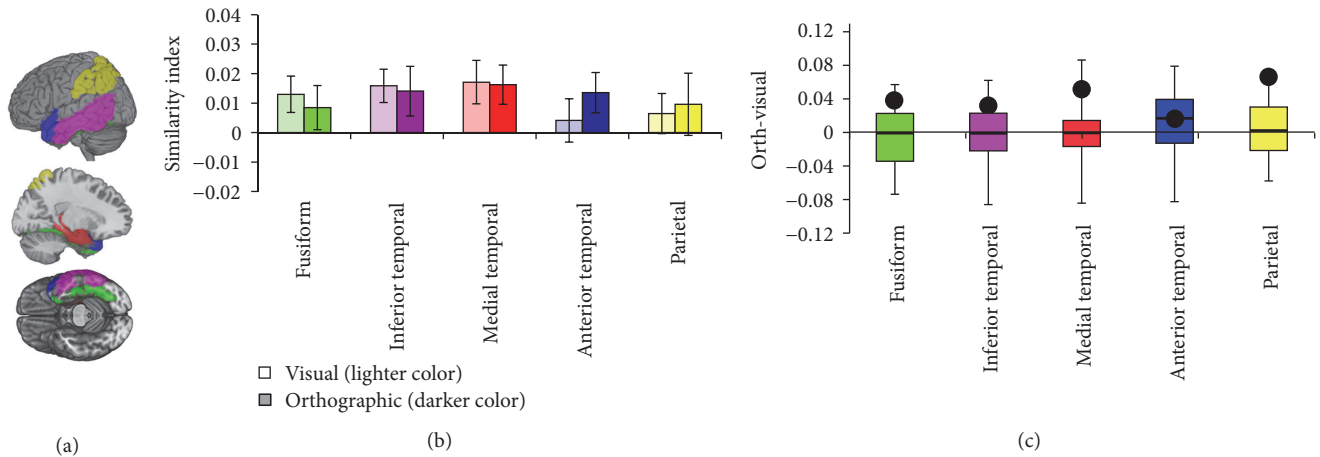 (a)
0.04
0.03
0.02
0.01
0
−0.01
−0.02
Similarity index
Fusiform
Inferior temporal
Medial temporal
Anterior temporal
Parietal
Visual (lighter color)
Orthographic (darker color)
(b)
0.12
0.08
0.04
0
−0.04
−0.08
−0.12
Orth-visual
Fusiform
Inferior temporal
Medial temporal
Anterior temporal
Parietal
(c)